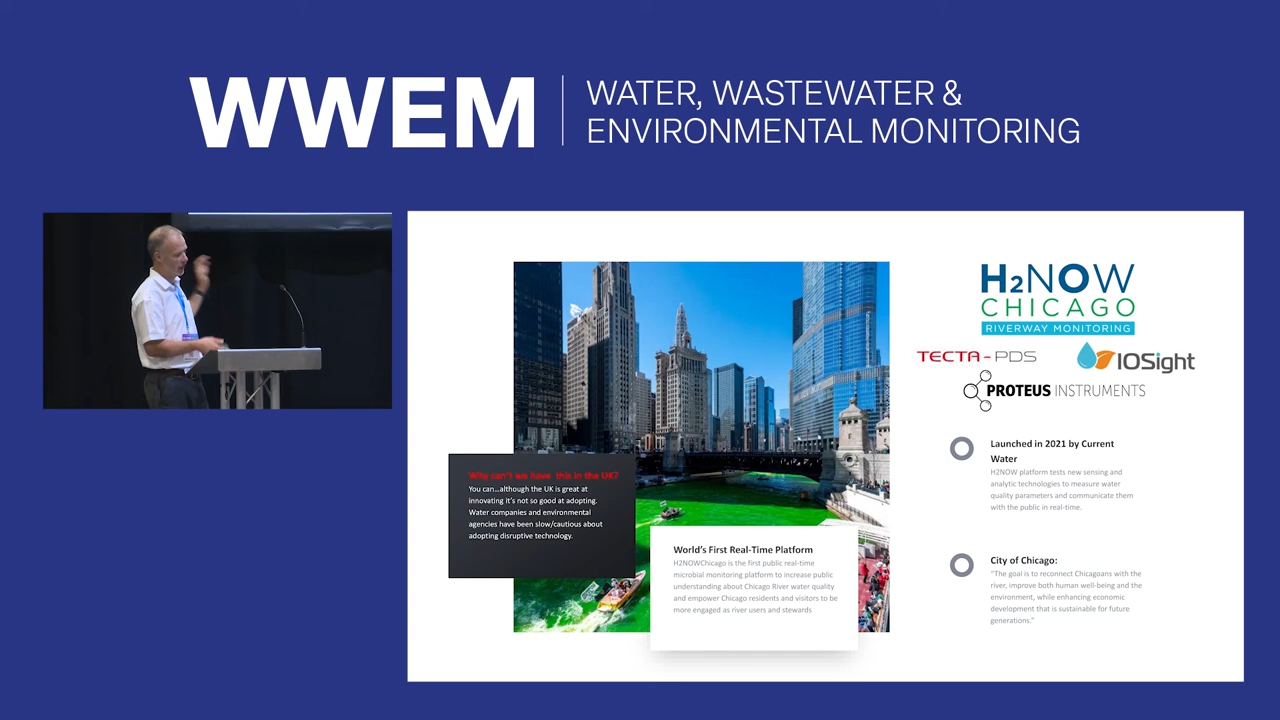 WWEM
WATER, WASTEWATER &
ENVIRONMENTAL MONITORING
H2NOW
CHICAGO
RIVERWAY MONITORING
TECTA-PDS
IOSight
PROTEUS INSTRUMENTS
Why can't we have this in the UK?
You can...although the UK is great at
innovating it's not so good at adopting.
Water companies and environmental
agencies have been slow/cautious about
adopting disruptive technology.
World's First Real-Time Platform
H2NOWChicago is the first public real-time
microbial monitoring platform to increase public
understanding about Chicago River water quality
and empower Chicago residents and visitors to be
more engaged as river users and stewards
Launched in 2021 by Current
Water
H2NOW platform tests new sensing and
analytic technologies to measure water
quality parameters and communicate them
with the public in real-time.
City of Chicago:
"The goal is to reconnect Chicagoans with the
river, improve both human well-being and the
environment, while enhancing economic
development that is sustainable for future
generations."